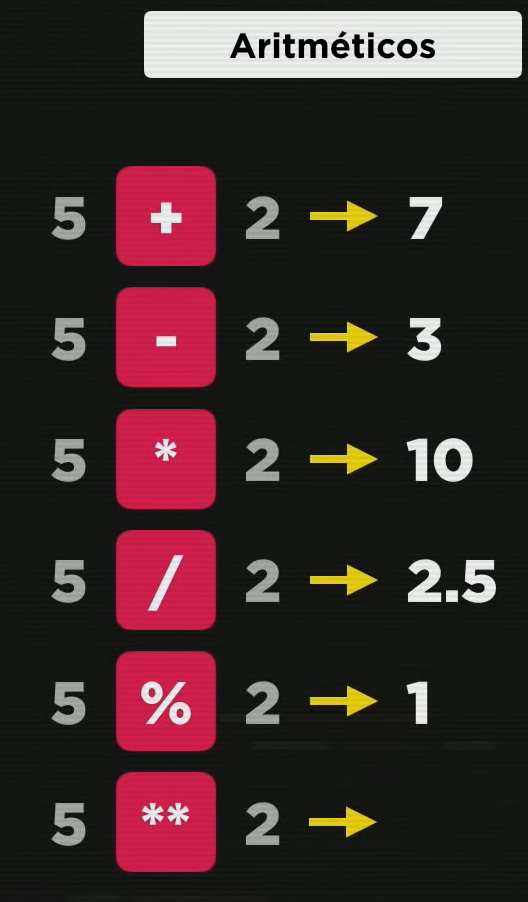 Aritméticos
5 + 2 → 7
5 - 2 → 3
5 * 2 → 10
5 / 2 → 2.5
5 % 2 → 1
5 ** 2 →